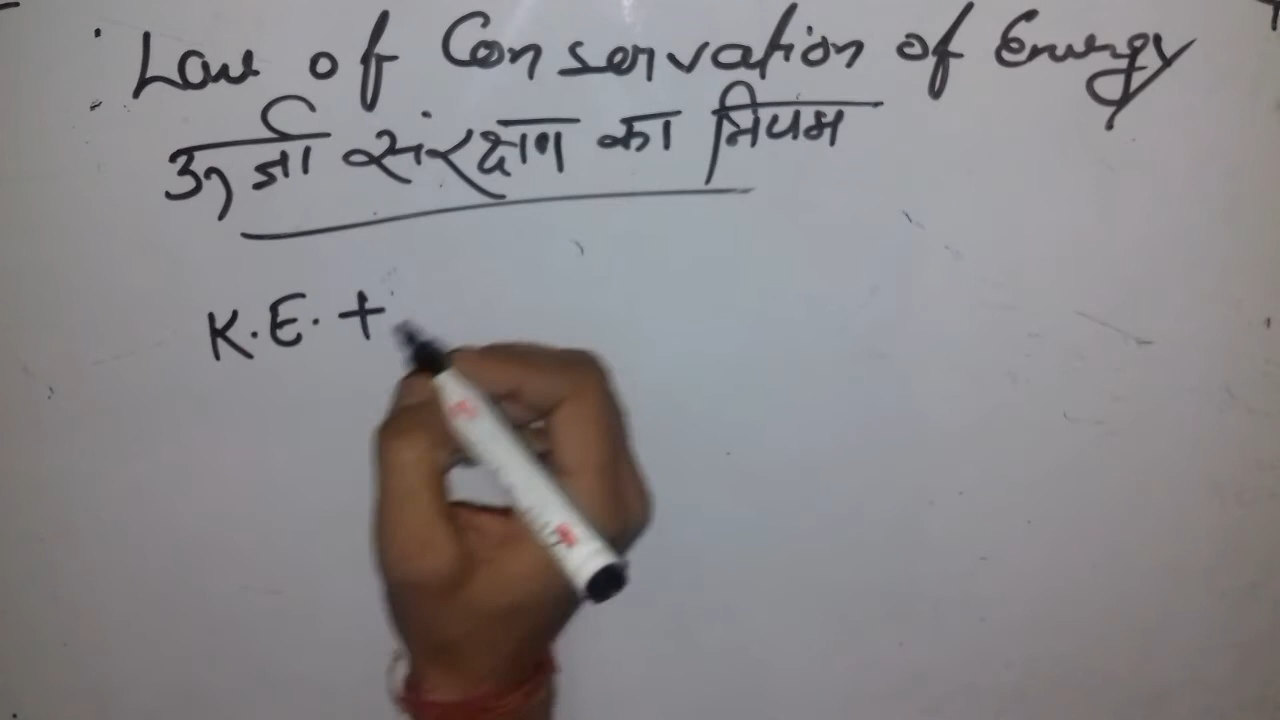 Law of Conservation of Energy
ऊर्जा संरक्षण का नियम
K.E. +